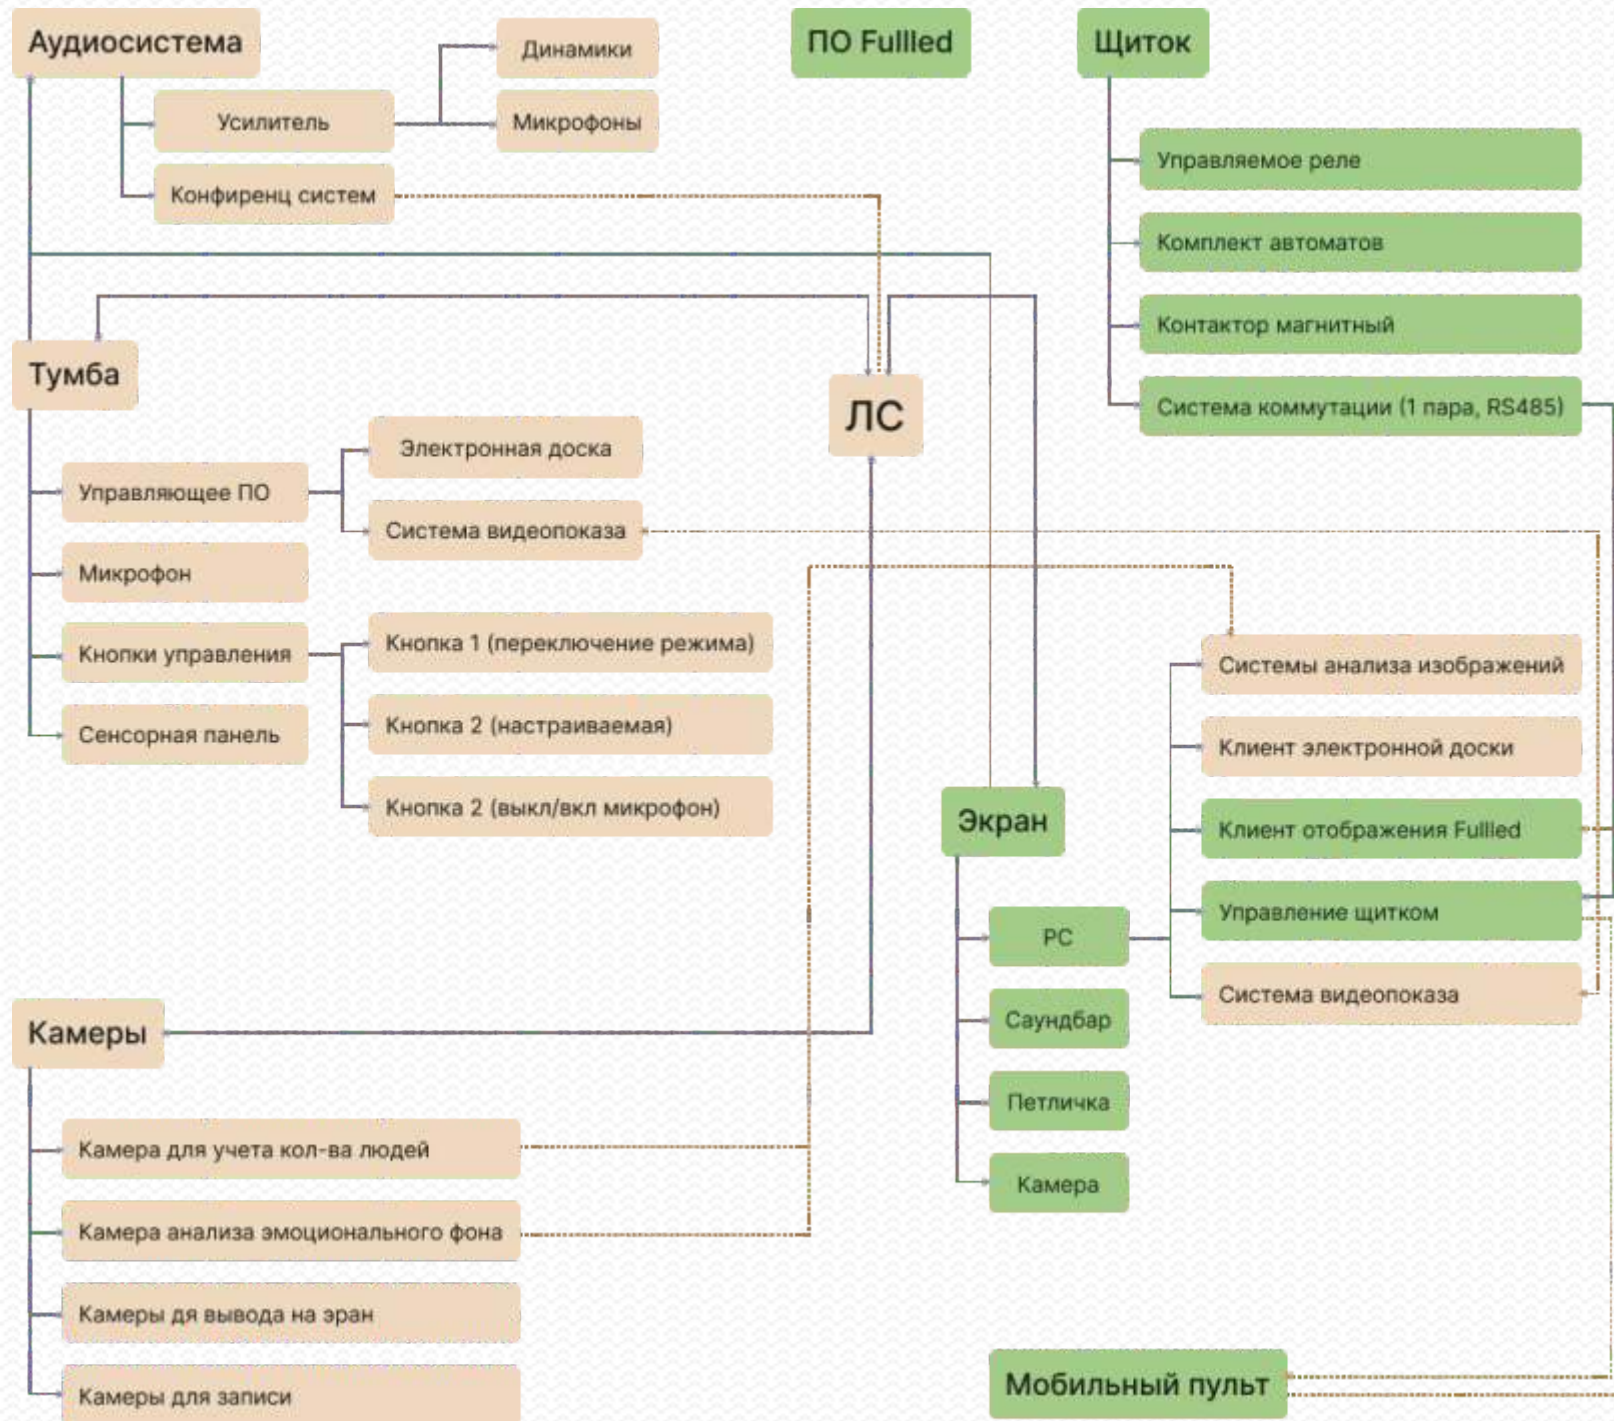 Аудиосистема
Динамики
Усилитель
Микрофоны
Конфиренц систем
ПО Fullled
Щиток
Управляемое реле
Комплект автоматов
Контактор магнитный
Система коммутации (1 пара, RS485)
Тумба
ЛС
Электронная доска
Управляющее ПО
Система видеопоказа
Микрофон
Кнопки управления
Кнопка 1 (переключение режима)
Кнопка 2 (настраиваемая)
Сенсорная панель
Кнопка 2 (выкл/вкл микрофон)
Системы анализа изображений
Клиент электронной доски
Экран
Клиент отображения Fullled
Управление щитком
РС
Система видеопоказа
Саундбар
Петличка
Камера
Камеры
Камера для учета кол-ва людей
Камера анализа эмоционального фона
Камеры дя вывода на эран
Камеры для записи
Мобильный пульт